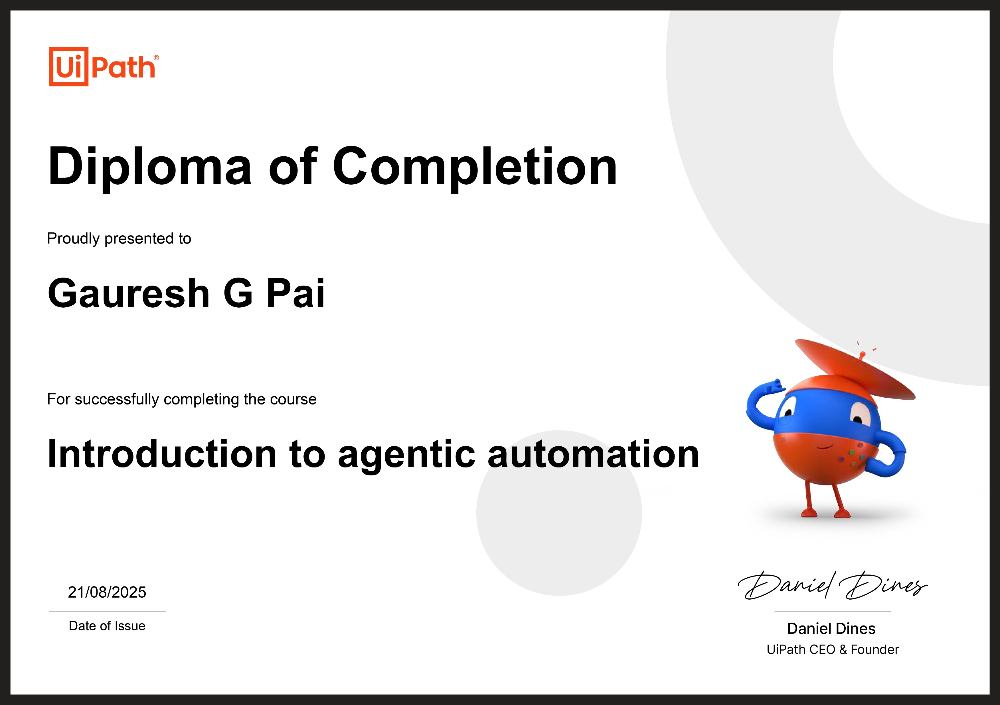 UiPath®
Diploma of Completion
Proudly presented to
Gauresh G Pai
For successfully completing the course
Introduction to agentic automation
21/08/2025
Date of Issue
Daniel Dines
Daniel Dines
UiPath CEO & Founder